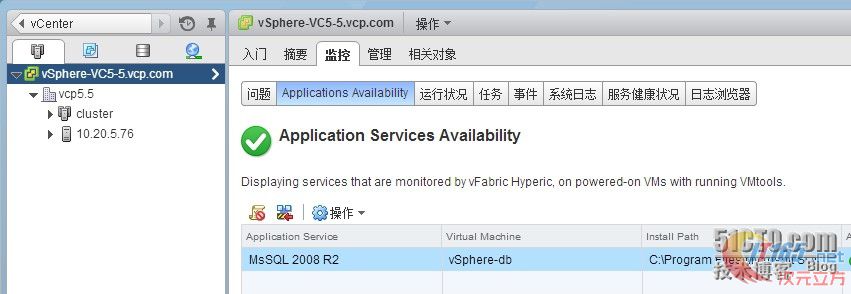 vCenter
vSphere-VC5-5.vcp.com 操作
入门 摘要 监控 管理 相关对象
vSphere-VC5-5.vcp.com
vcp5.5
cluster
10.20.5.76
问题 Applications Availability 运行状况 任务 事件 系统日志 服务健康状况 日志浏览器
Application Services Availability
Displaying services that are monitored by vFabric Hyperic, on powered-on VMs with running VMtools.
操作
Application Service Virtual Machine Install Path
MsSQL 2008 R2 vSphere-db C:\Program Files
51CTO.com
技术博客 Blog
次元立方